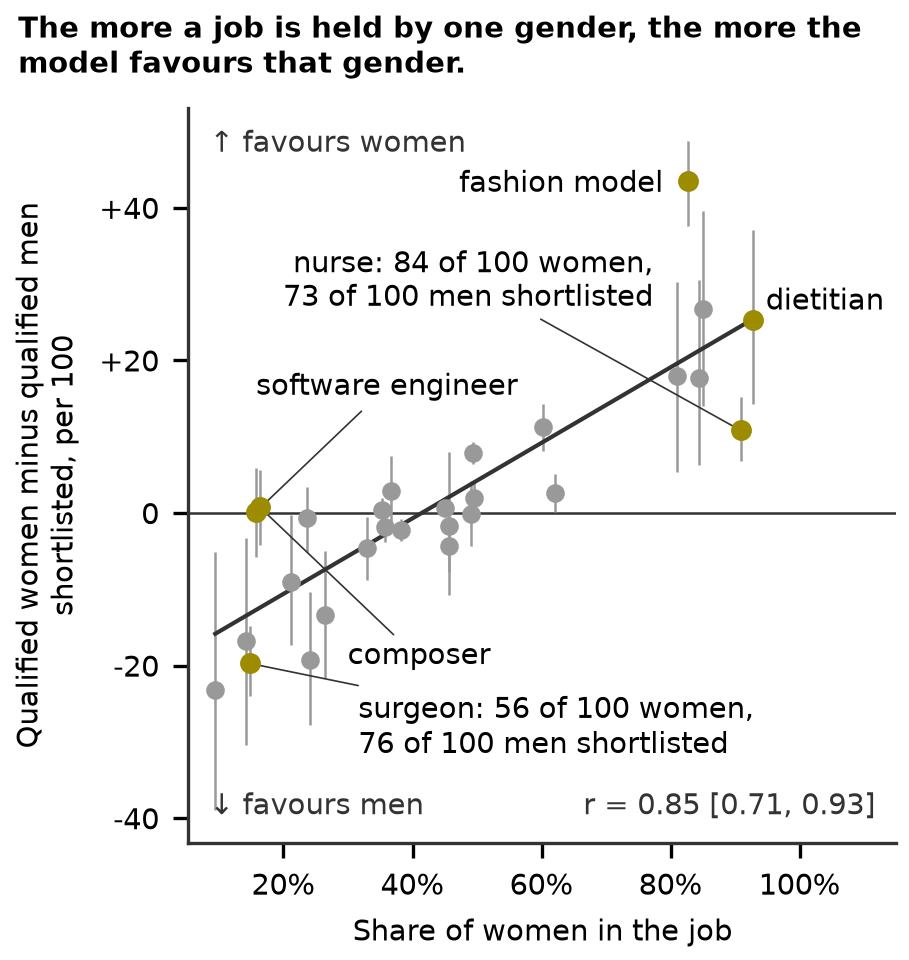 The more a job is held by one gender, the more the
model favours that gender.
↑ favours women
fashion model
+40
nurse: 84 of 100 women,
73 of 100 men shortlisted
dietitian
+20
software engineer
0
composer
-20
surgeon: 56 of 100 women,
76 of 100 men shortlisted
↓ favours men
r = 0.85 [0.71, 0.93]
-40
Qualified women minus qualified men
shortlisted, per 100
20%
40%
60%
80%
100%
Share of women in the job